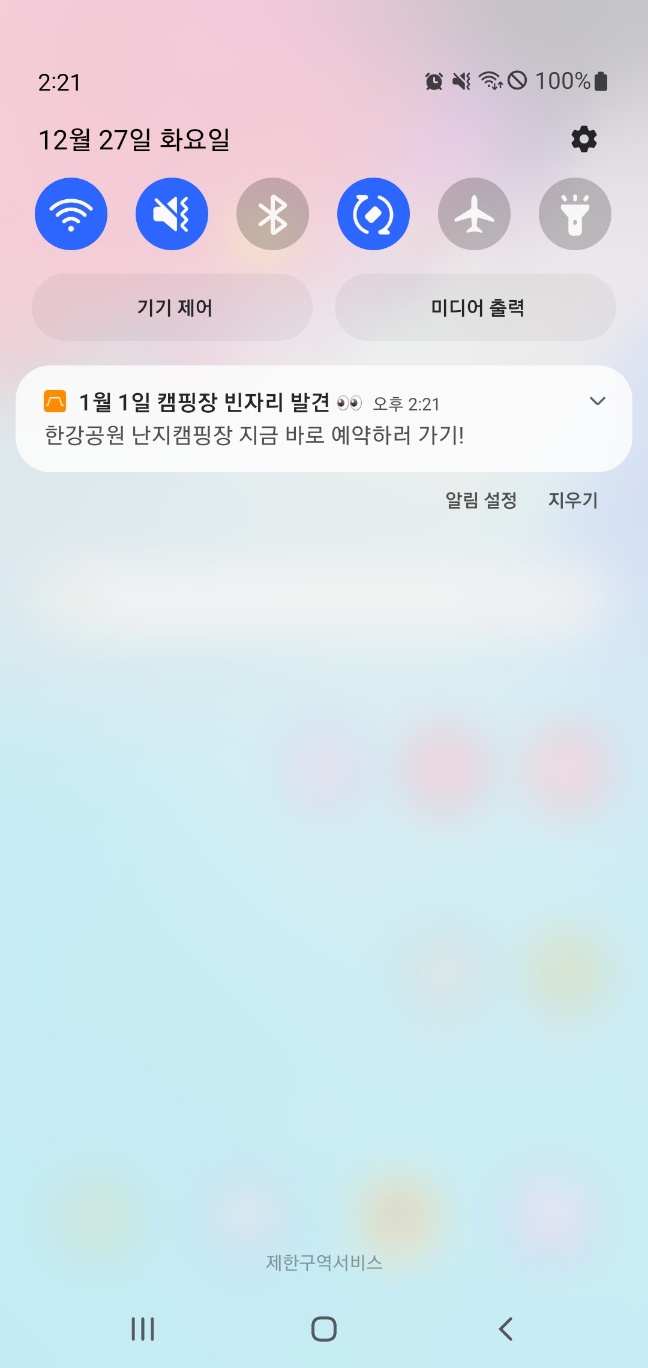 2:21 100%
12월 27일 화요일
기기 제어 미디어 출력
1월 1일 캠핑장 빈자리 발견 👀 오후 2:21
한강공원 난지캠핑장 지금 바로 예약하러 가기!
알림 설정 지우기
제한구역서비스